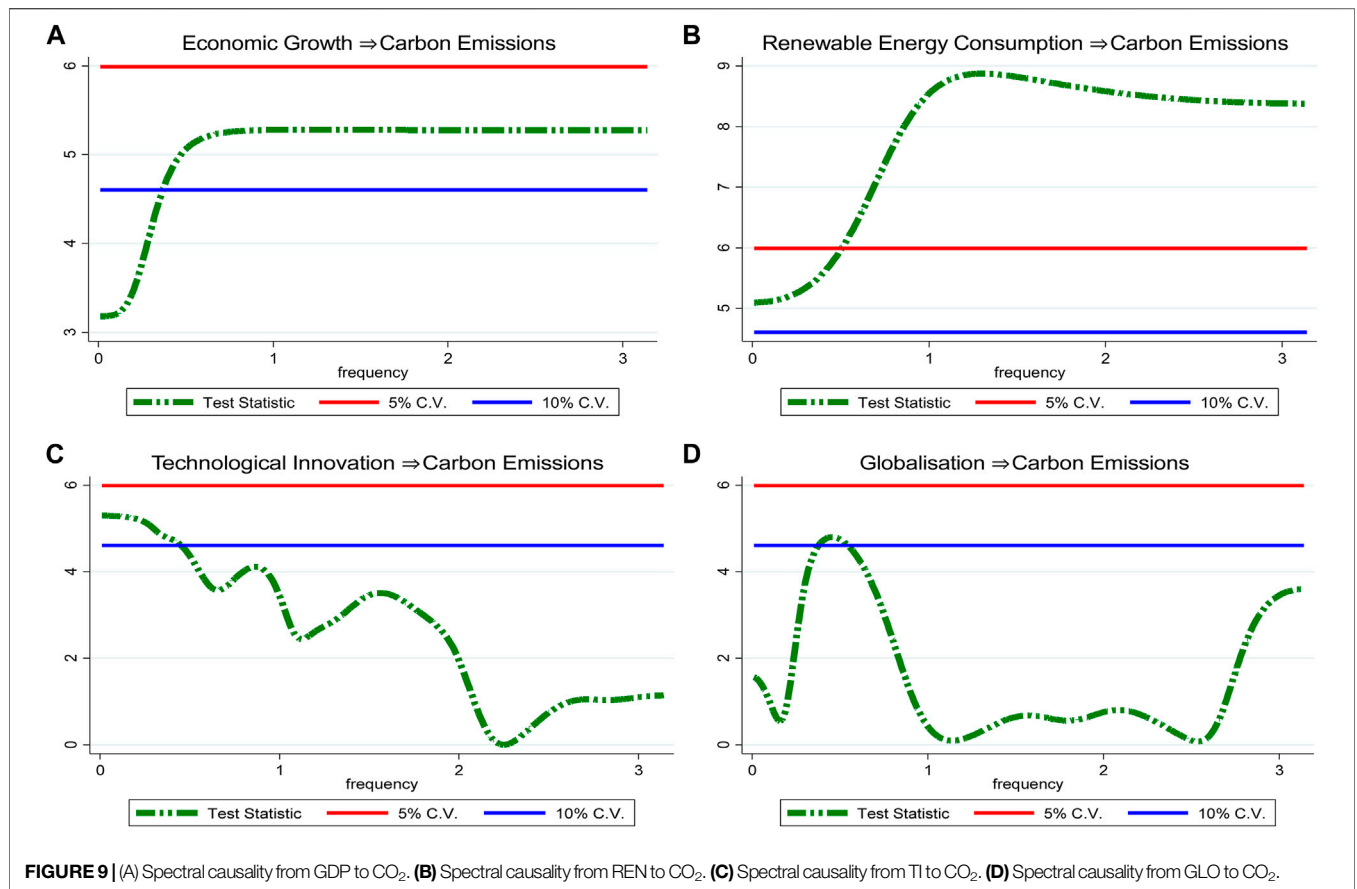 A
Economic Growth ⇒Carbon Emissions
6
5
4
3
0 1 2 3
frequency
Test Statistic 5% C.V. 10% C.V.
B
Renewable Energy Consumption ⇒Carbon Emissions
9
8
7
6
5
0 1 2 3
frequency
Test Statistic 5% C.V. 10% C.V.
C
Technological Innovation ⇒Carbon Emissions
6
4
2
0
0 1 2 3
frequency
Test Statistic 5% C.V. 10% C.V.
D
Globalisation ⇒Carbon Emissions
6
4
2
0
0 1 2 3
frequency
Test Statistic 5% C.V. 10% C.V.
FIGURE 9 | (A) Spectral causality from GDP to CO₂. (B) Spectral causality from REN to CO₂. (C) Spectral causality from TI to CO₂. (D) Spectral causality from GLO to CO₂.